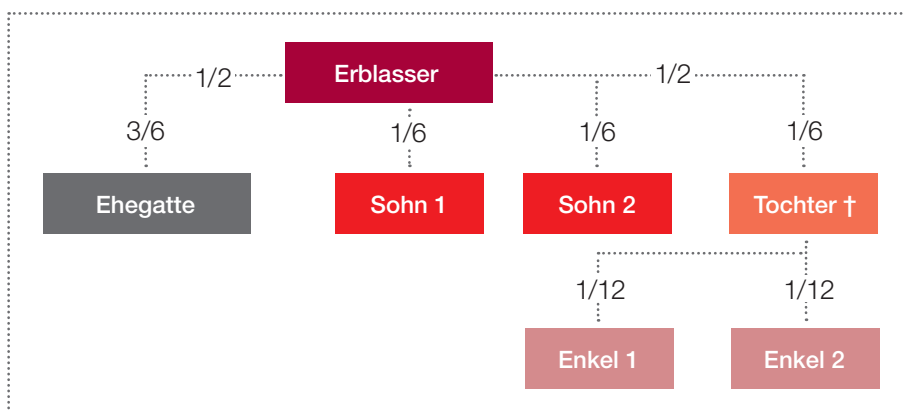 Erblasser
1/2
1/2
3/6
1/6
1/6
1/6
Ehegatte
Sohn 1
Sohn 2
Tochter †
1/12
1/12
Enkel 1
Enkel 2